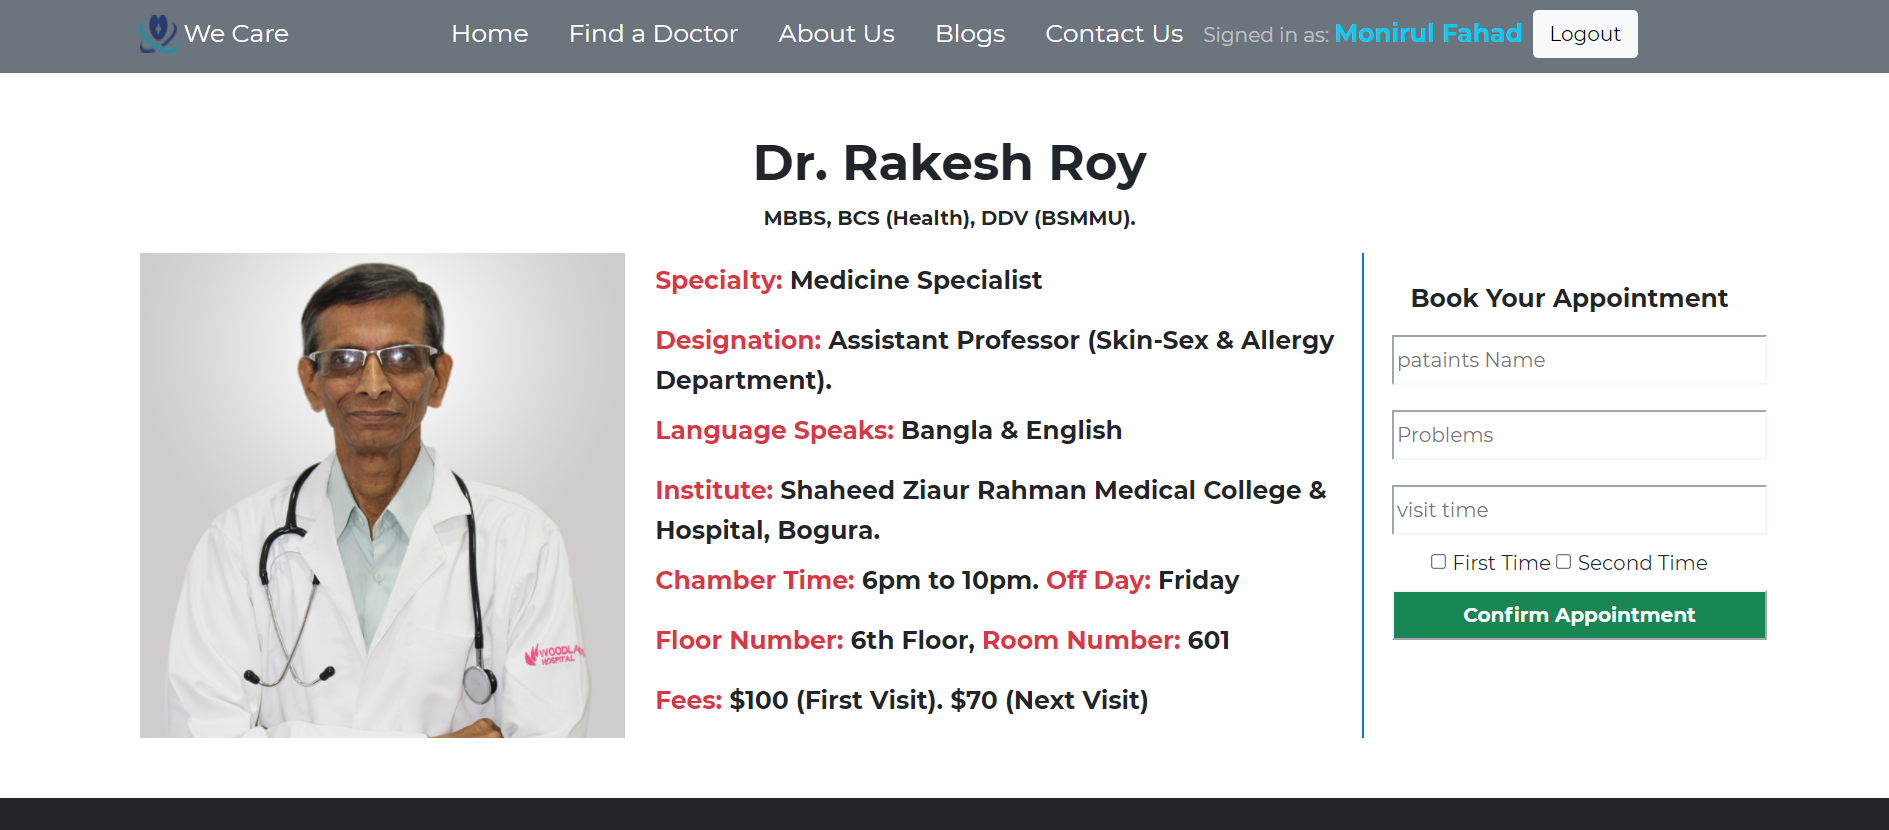 We Care
Home
Find a Doctor
About Us
Blogs
Contact Us
Signed in as: Monirul Fahad
Logout
Dr. Rakesh Roy
MBBS, BCS (Health), DDV (BSMMU).
Specialty: Medicine Specialist
Designation: Assistant Professor (Skin-Sex & Allergy
Department).
Language Speaks: Bangla & English
Institute: Shaheed Ziaur Rahman Medical College &
Hospital, Bogura.
Chamber Time: 6pm to 10pm. Off Day: Friday
Floor Number: 6th Floor, Room Number: 601
Fees: $100 (First Visit). $70 (Next Visit)
HOSPITAL
Book Your Appointment
pataints Name
Problems
visit time
First Time
Second Time
Confirm Appointment